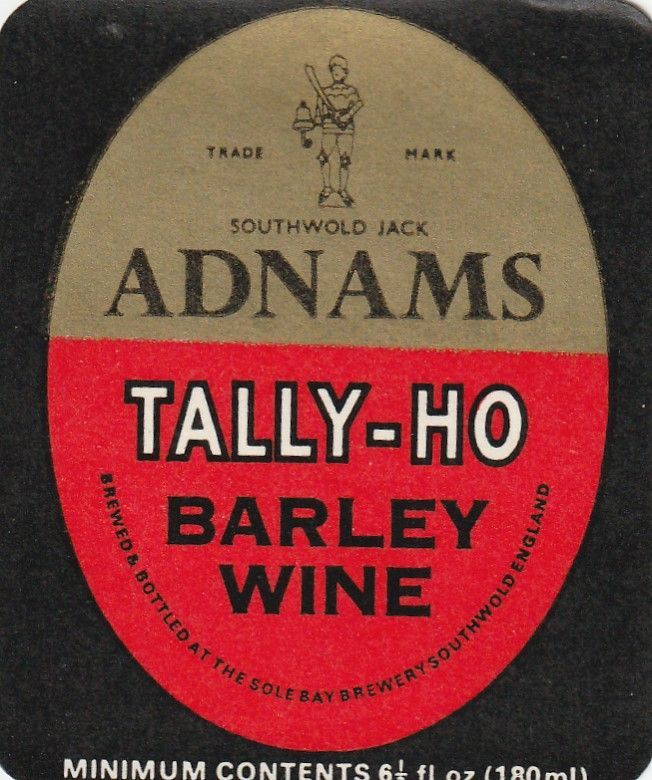 TRADE MARK
SOUTHWOLD JACK
ADNAMS
TALLY-HO
BARLEY
WINE
BREWED & BOTTLED AT THE SOLE BAY BREWERY SOUTHWOLD ENGLAND
MINIMUM CONTENTS 6½ fl oz (180ml)